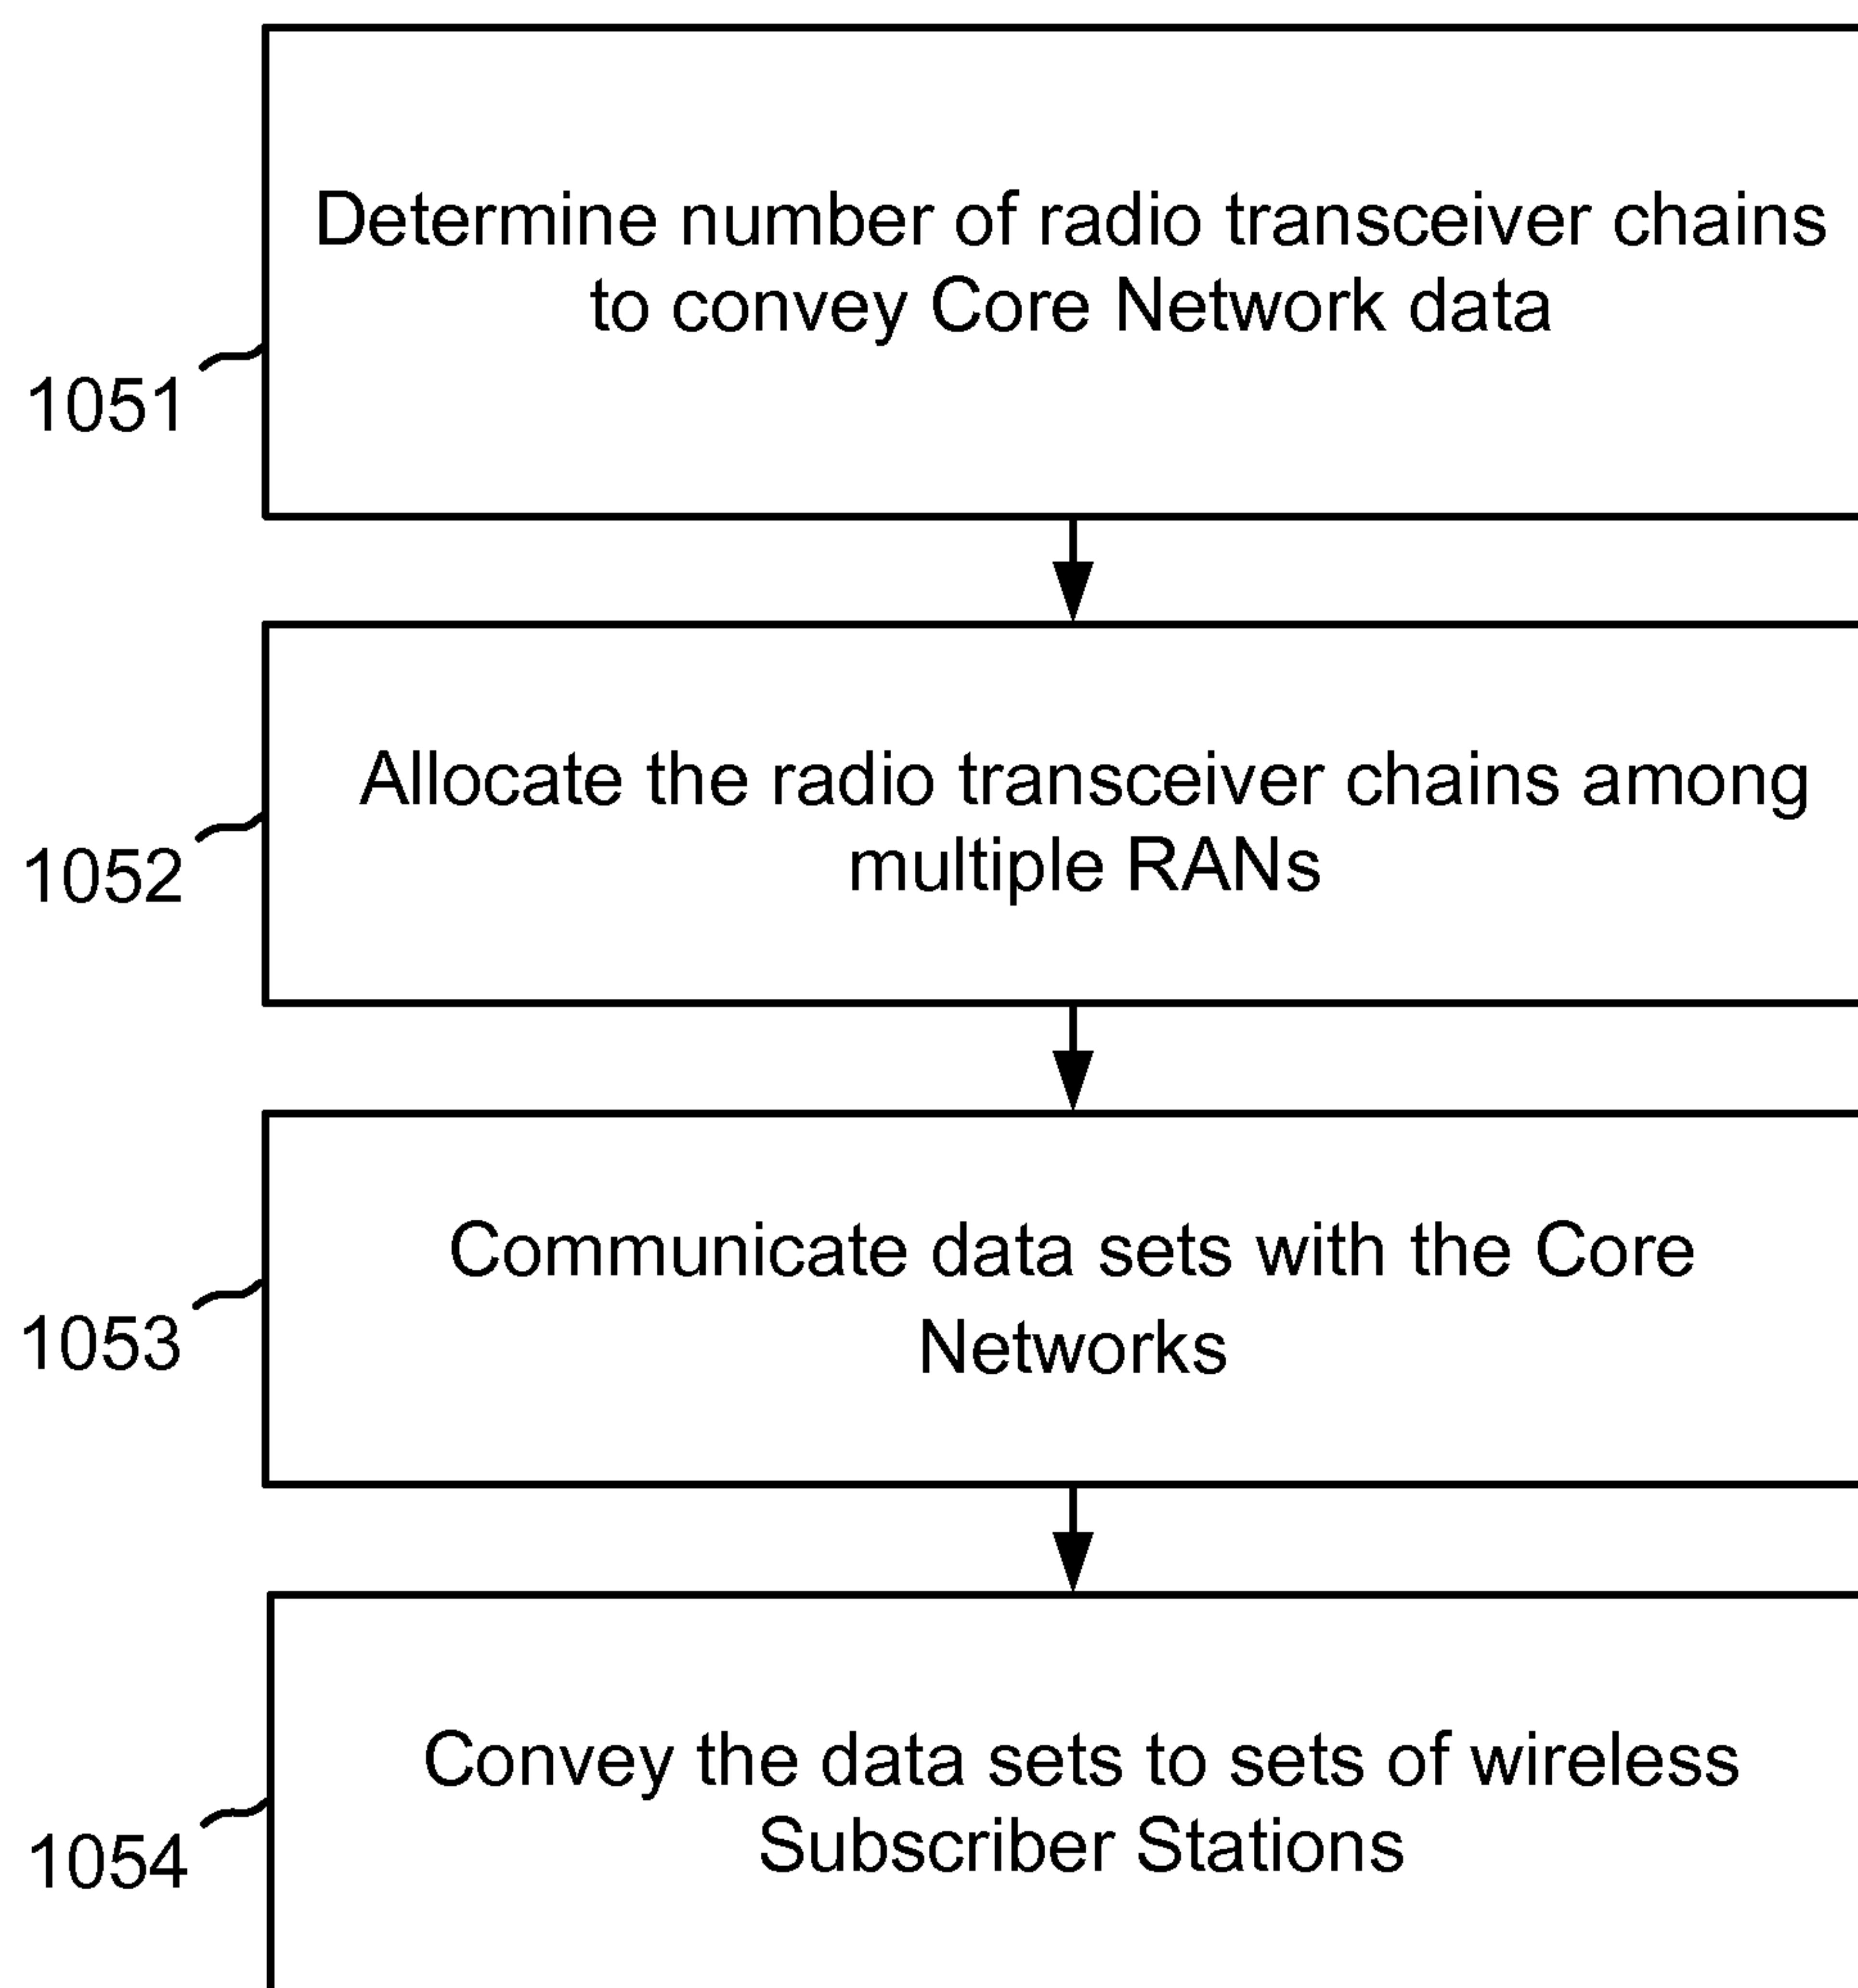 Determine number of radio transceiver chains
to convey Core Network data
1051
Allocate the radio transceiver chains among
multiple RANs
1052
Communicate data sets with the Core
Networks
1053
Convey the data sets to sets of wireless
Subscriber Stations
1054